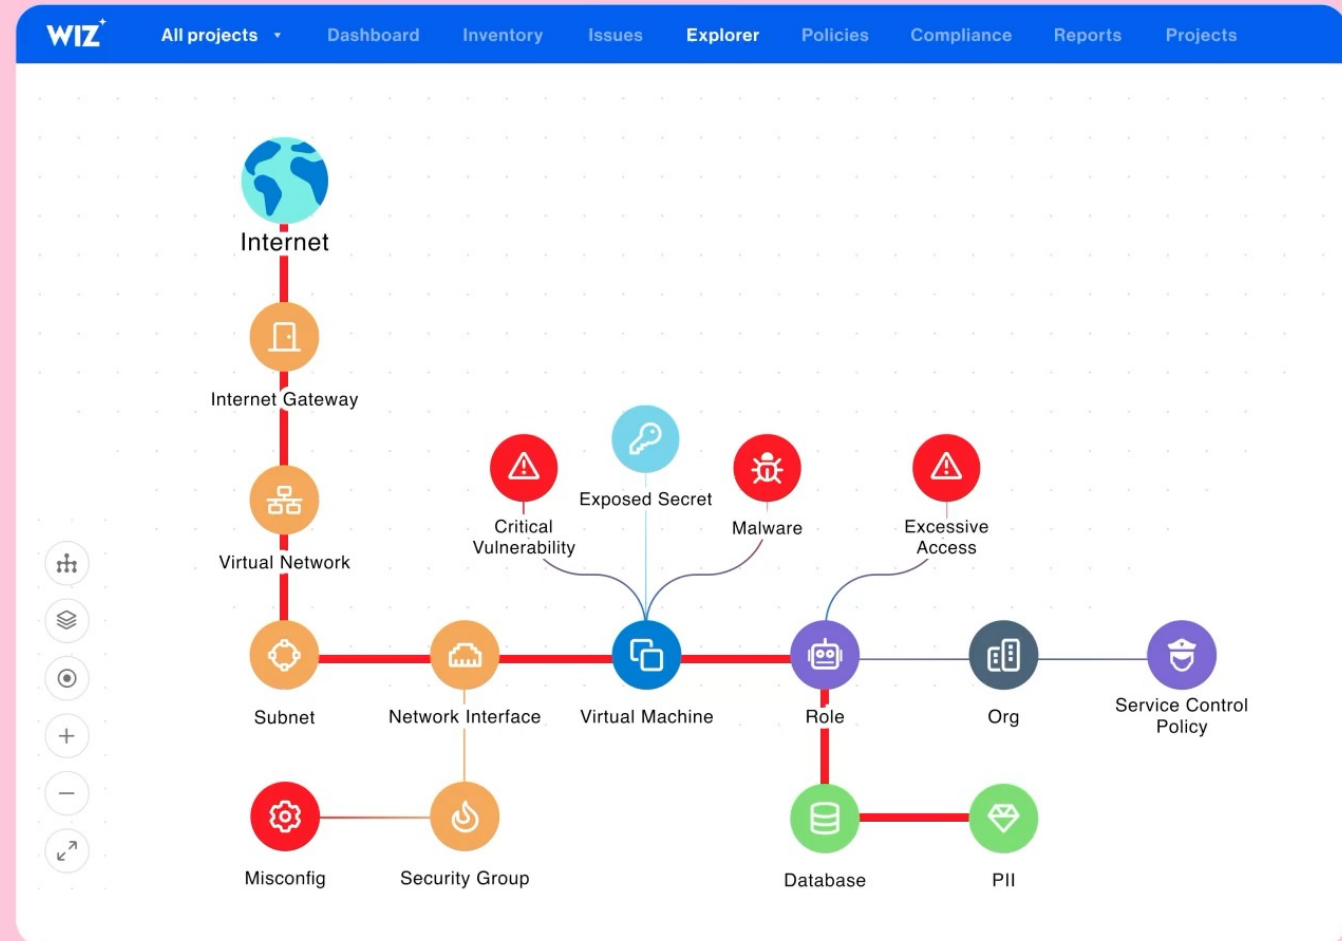 WIZ
All projects
Dashboard
Inventory
Issues
Explorer
Policies
Compliance
Reports
Projects
Internet
Internet Gateway
Virtual Network
Critical
Vulnerability
Exposed Secret
Malware
Excessive
Access
Subnet
Network Interface
Virtual Machine
Role
Org
Service Control
Policy
Misconfig
Security Group
Database
PII